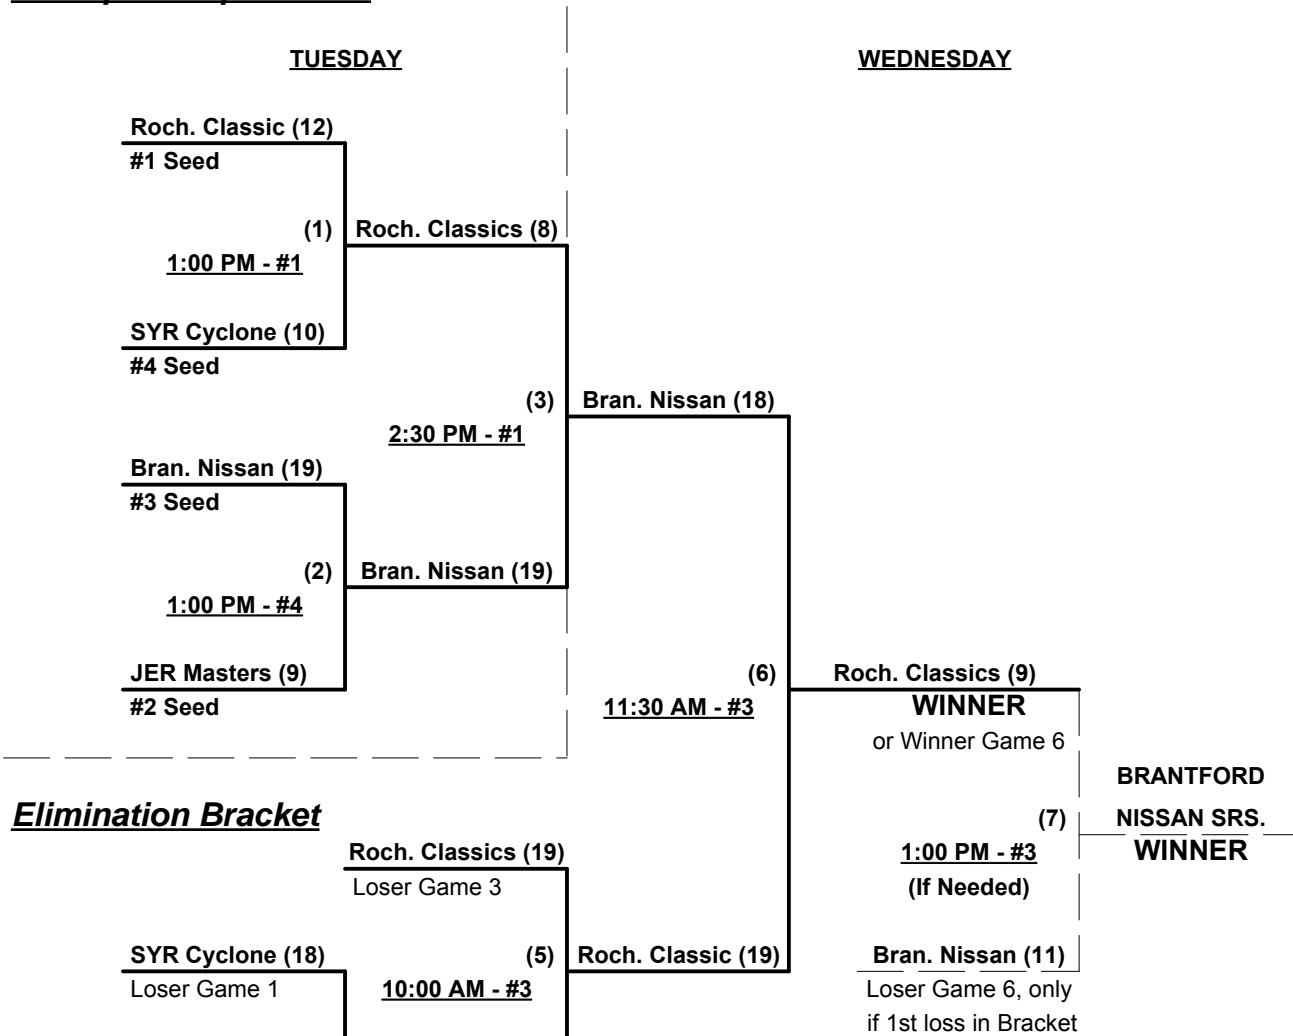 TUESDAY
WEDNESDAY
Roch. Classic (12)
#1 Seed
(1)
Roch. Classics (8)
1:00 PM - #1
SYR Cyclone (10)
#4 Seed
(3)
Bran. Nissan (18)
2:30 PM - #1
Bran. Nissan (19)
#3 Seed
(2)
Bran. Nissan (19)
1:00 PM - #4
JER Masters (9)
#2 Seed
(6)
Roch. Classics (9)
11:30 AM - #3
WINNER
or Winner Game 6
BRANTFORD
Elimination Bracket
(7)
NISSAN SRS.
Roch. Classics (19)
1:00 PM - #3
WINNER
Loser Game 3
(If Needed)
SYR Cyclone (18)
(5)
Roch. Classic (19)
Bran. Nissan (11)
Loser Game 1
10:00 AM - #3
Loser Game 6, only
if 1st loss in Bracket